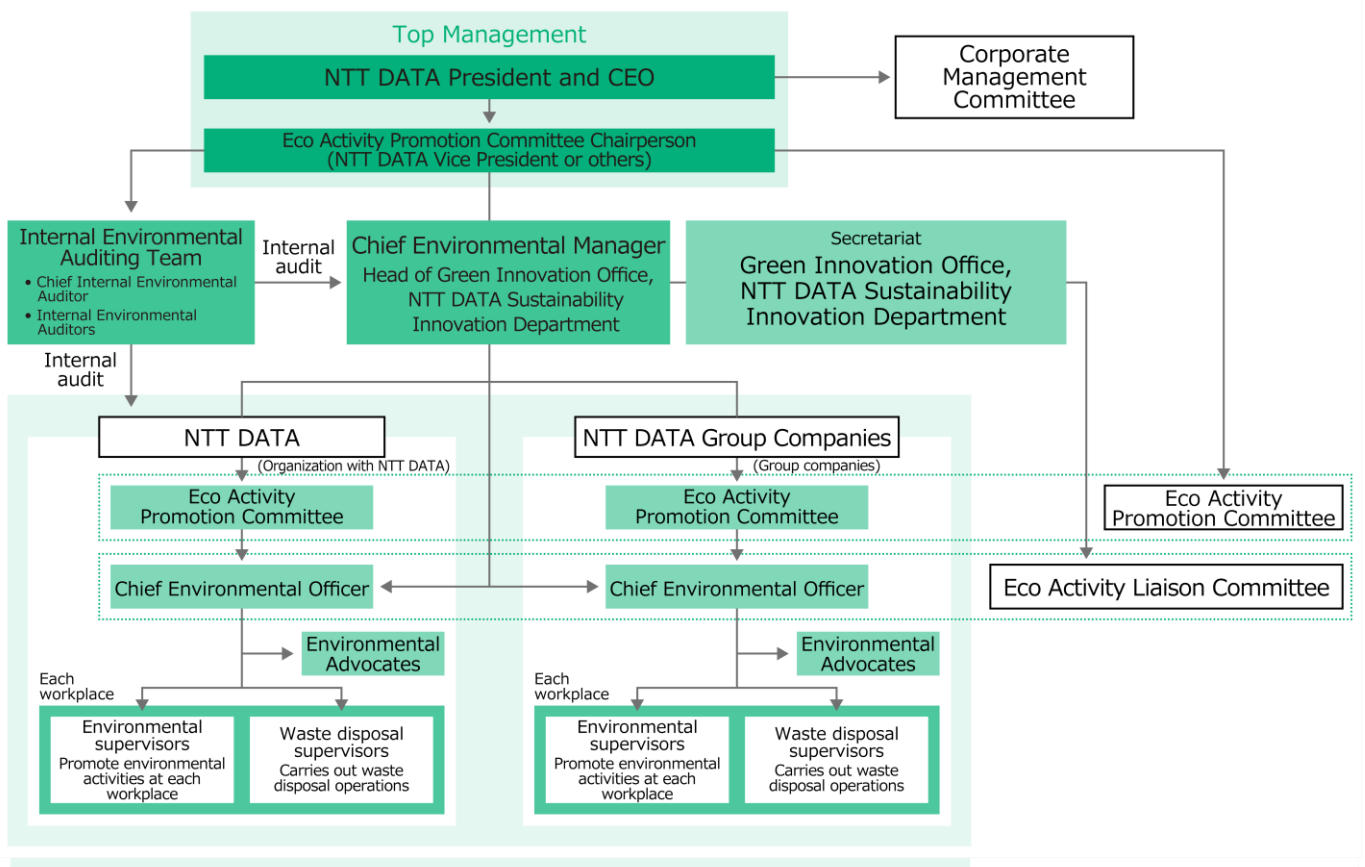 Top Management
NTT DATA President and CEO
Corporate
Management
Committee
Eco Activity Promotion Committee Chairperson
(NTT DATA Vice President or others)
Internal Environmental
Auditing Team
• Chief Internal Environmental
Auditor
• Internal Environmental
Auditors
Internal
audit
Chief Environmental Manager
Head of Green Innovation Office,
NTT DATA Sustainability
Innovation Department
Secretariat
Green Innovation Office,
NTT DATA Sustainability
Innovation Department
Internal
audit
NTT DATA
(Organization with NTT DATA)
NTT DATA Group Companies
(Group companies)
Eco Activity
Promotion Committee
Eco Activity
Promotion Committee
Eco Activity
Promotion Committee
Chief Environmental Officer
Chief Environmental Officer
Eco Activity Liaison Committee
Environmental
Advocates
Environmental
Advocates
Each
workplace
Environmental
supervisors
Promote environmental
activities at each
workplace
Waste disposal
supervisors
Carries out waste
disposal operations
Each
workplace
Environmental
supervisors
Promote environmental
activities at each
workplace
Waste disposal
supervisors
Carries out waste
disposal operations